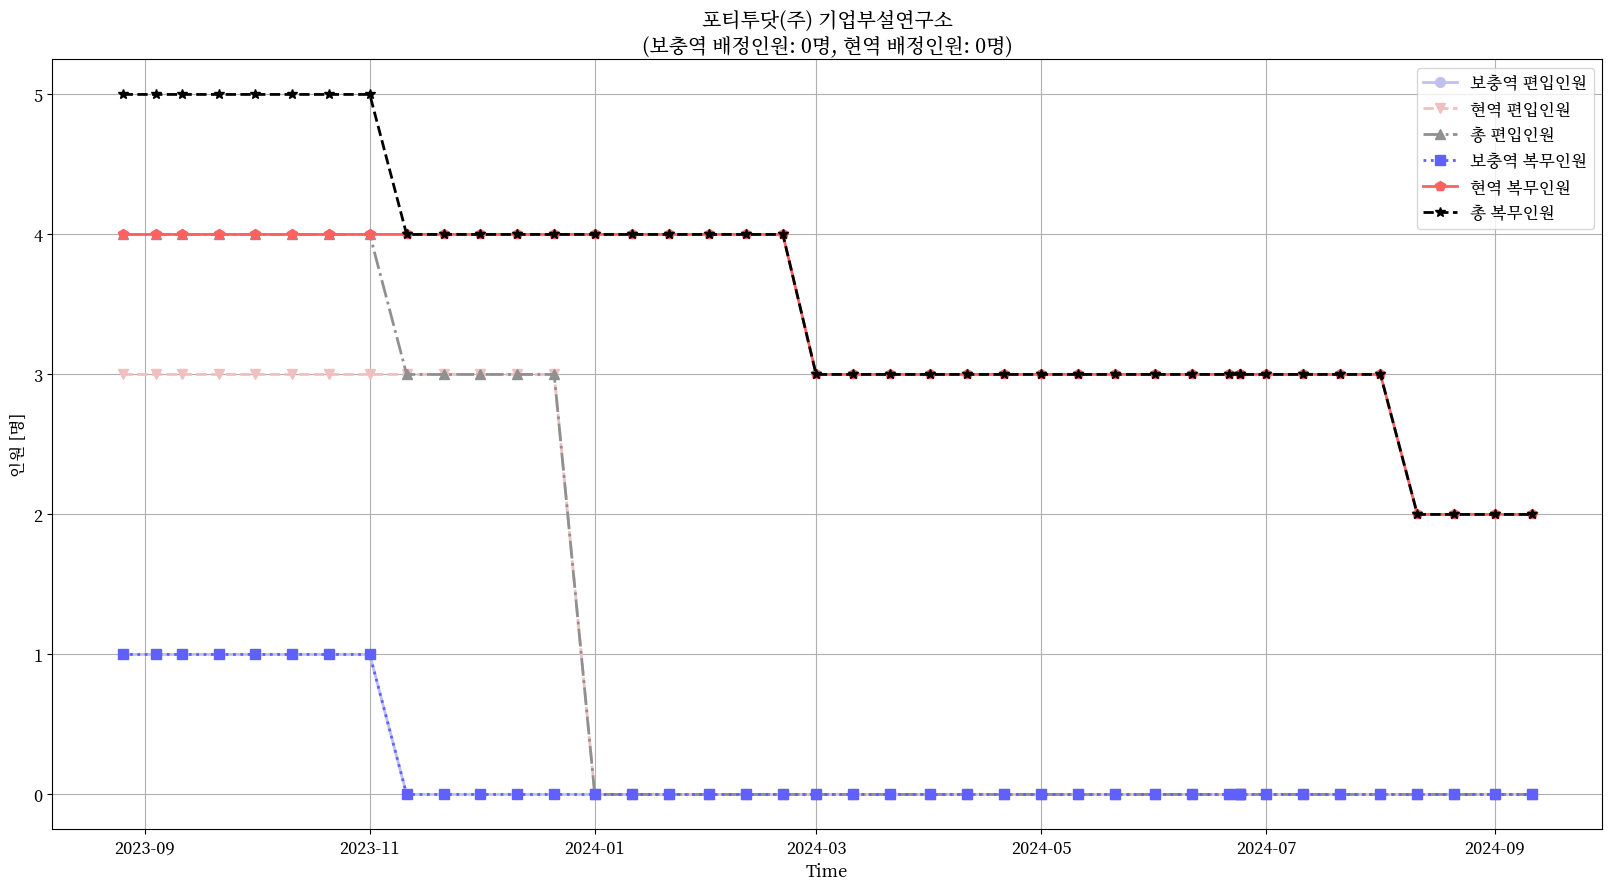 포티투닷(주) 기업부설연구소
(보충역 배정인원: 0명, 현역 배정인원: 0명)
보충역 편입인원
현역 편입인원
총 편입인원
보충역 복무인원
현역 복무인원
총 복무인원
인원 [명]
5
4
3
2
1
0
2023-09
2023-11
2024-01
2024-03
2024-05
2024-07
2024-09
Time